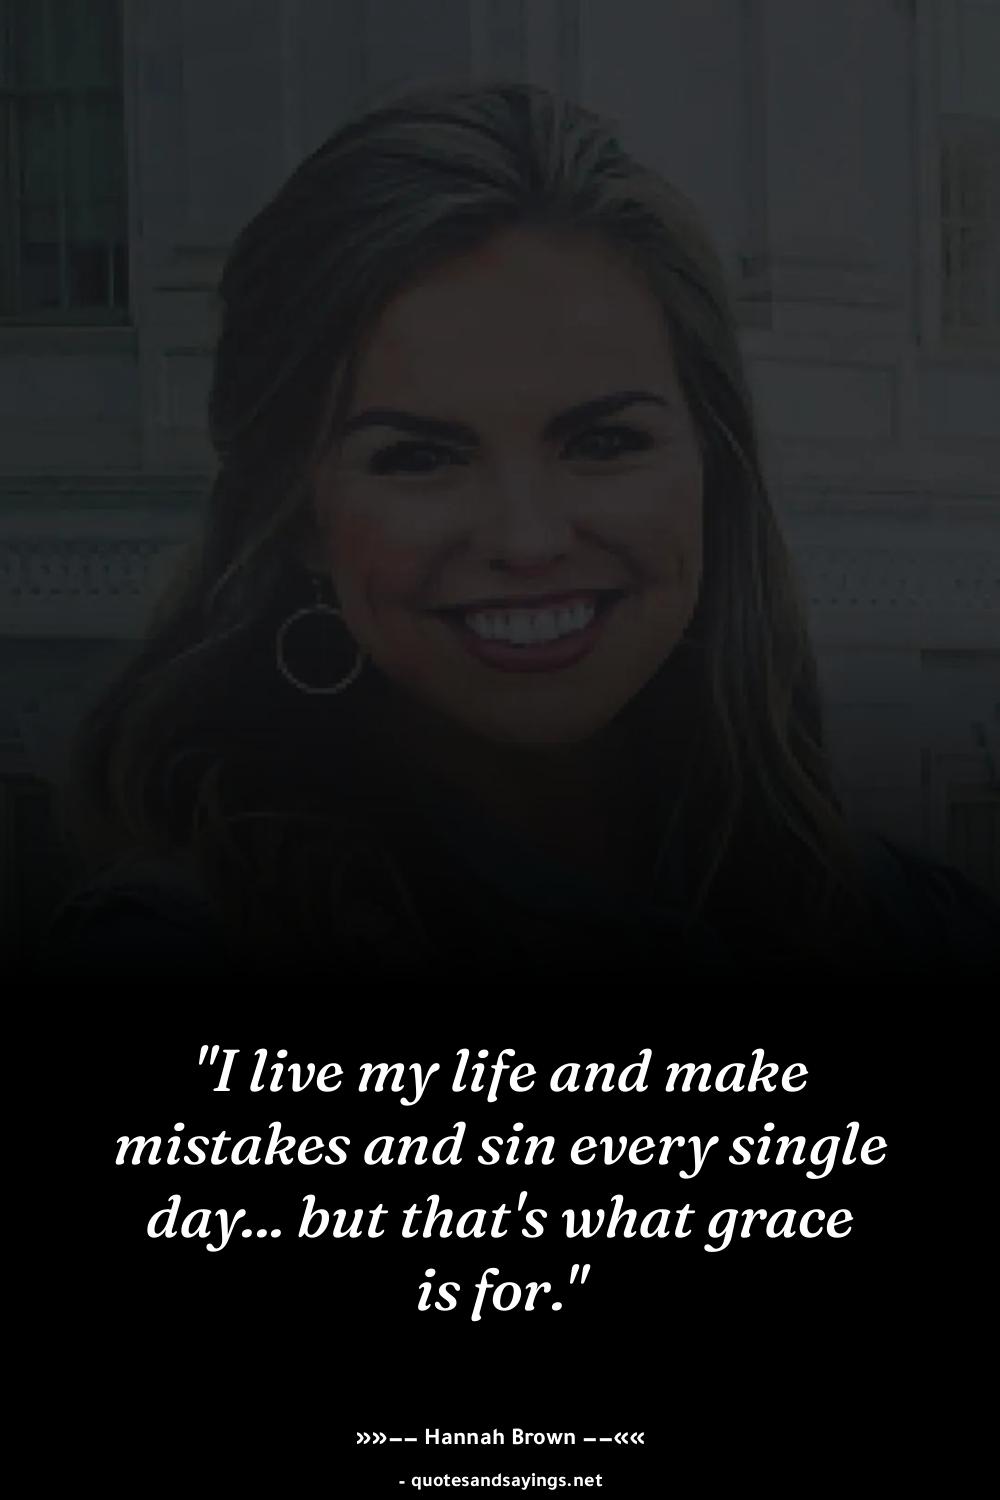 "I live my life and make
mistakes and sin every single
day... but that's what grace
is for."
»»−− Hannah Brown −−««
- quotesandsayings.net